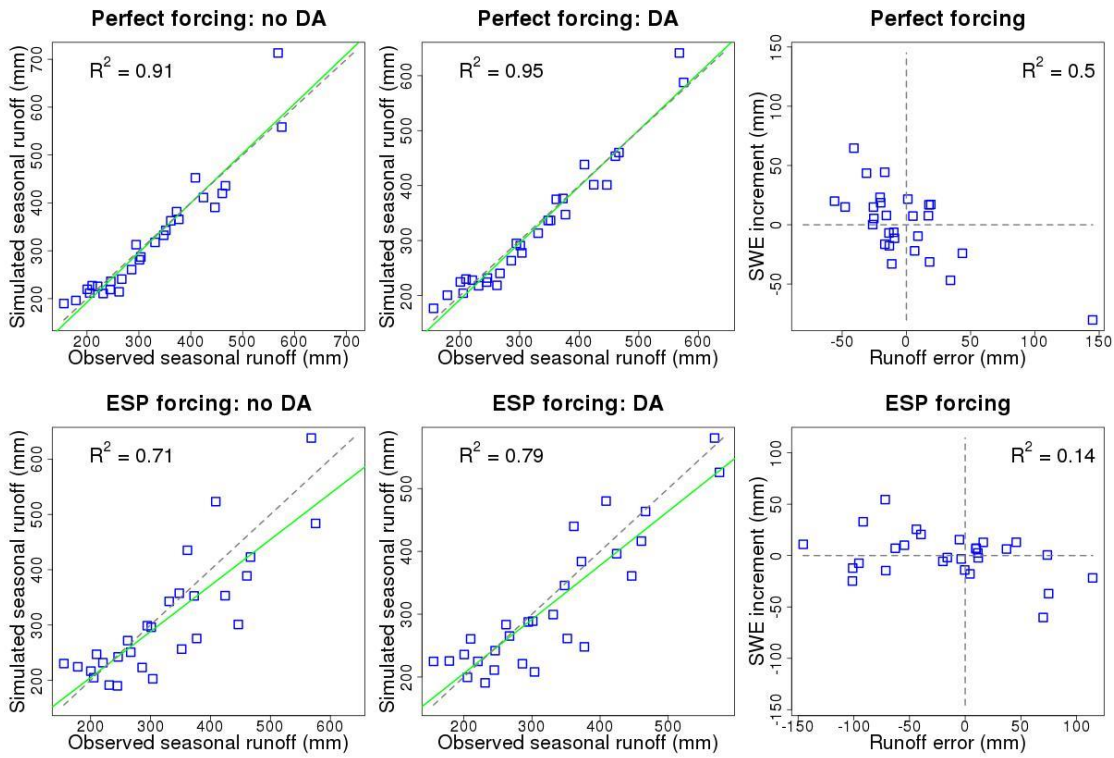 Perfect forcing: no DA
R² = 0.91
Simulated seasonal runoff (mm)
200 300 400 500 600 700
200 300 400 500 600 700
Observed seasonal runoff (mm)
Perfect forcing: DA
R² = 0.95
Simulated seasonal runoff (mm)
200 300 400 500 600
200 300 400 500 600
Observed seasonal runoff (mm)
Perfect forcing
R² = 0.5
SWE increment (mm)
-50 0 50 100 150
-50 0 50 100 150
Runoff error (mm)
ESP forcing: no DA
R² = 0.71
Simulated seasonal runoff (mm)
200 300 400 500 600
200 300 400 500
Observed seasonal runoff (mm)
ESP forcing: DA
R² = 0.79
Simulated seasonal runoff (mm)
200 300 400 500
200 300 400 500
Observed seasonal runoff (mm)
ESP forcing
R² = 0.14
SWE increment (mm)
-150 -100 -50 0 50 100
-150 -100 -50 0 50 100
Runoff error (mm)